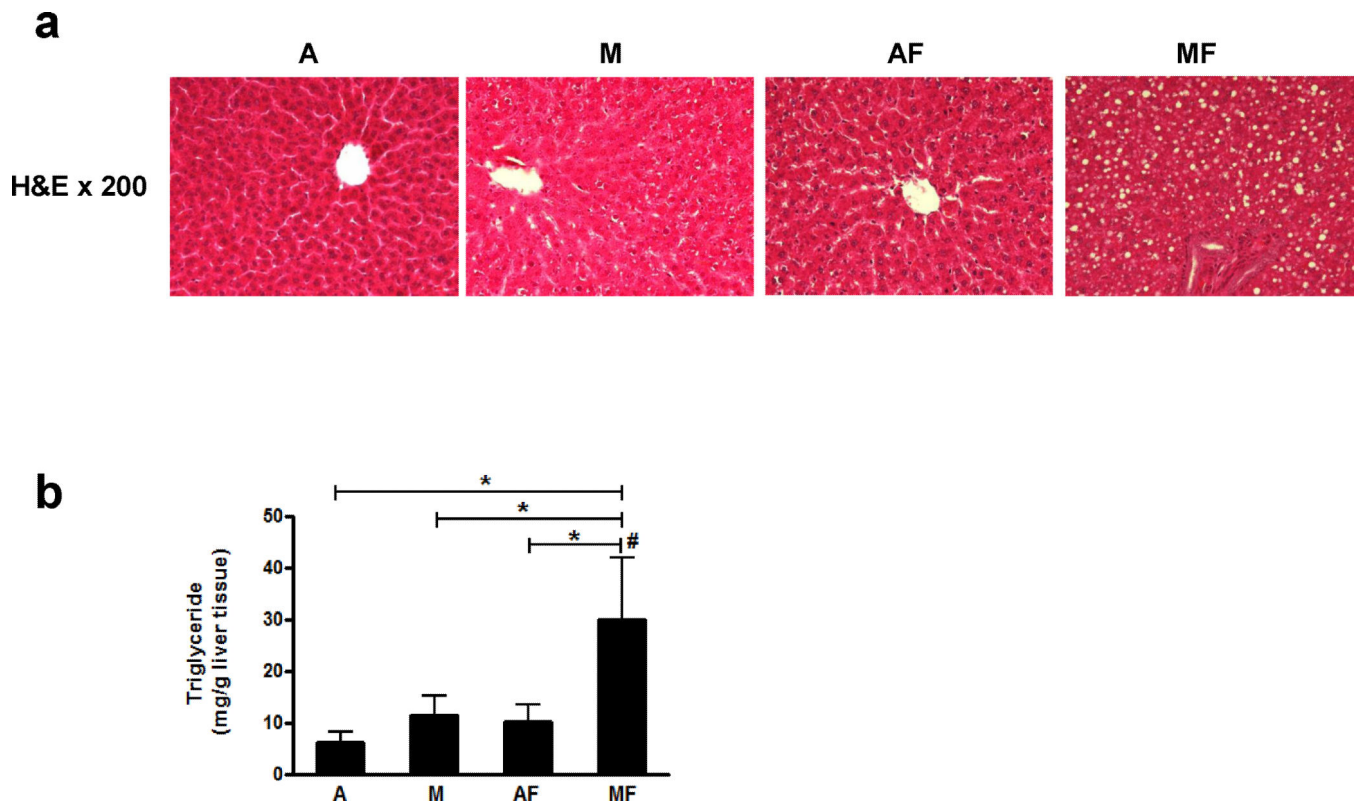 a
A M AF MF
H&E x 200
b
*
*
* #
Triglyceride
(mg/g liver tissue)
50
40
30
20
10
0
A M AF MF